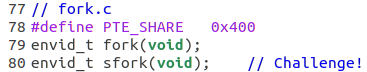 77 // fork.c
78 #define PTE_SHARE   0x400
79 envid_t fork(void);
80 envid_t sfork(void);    // Challenge!